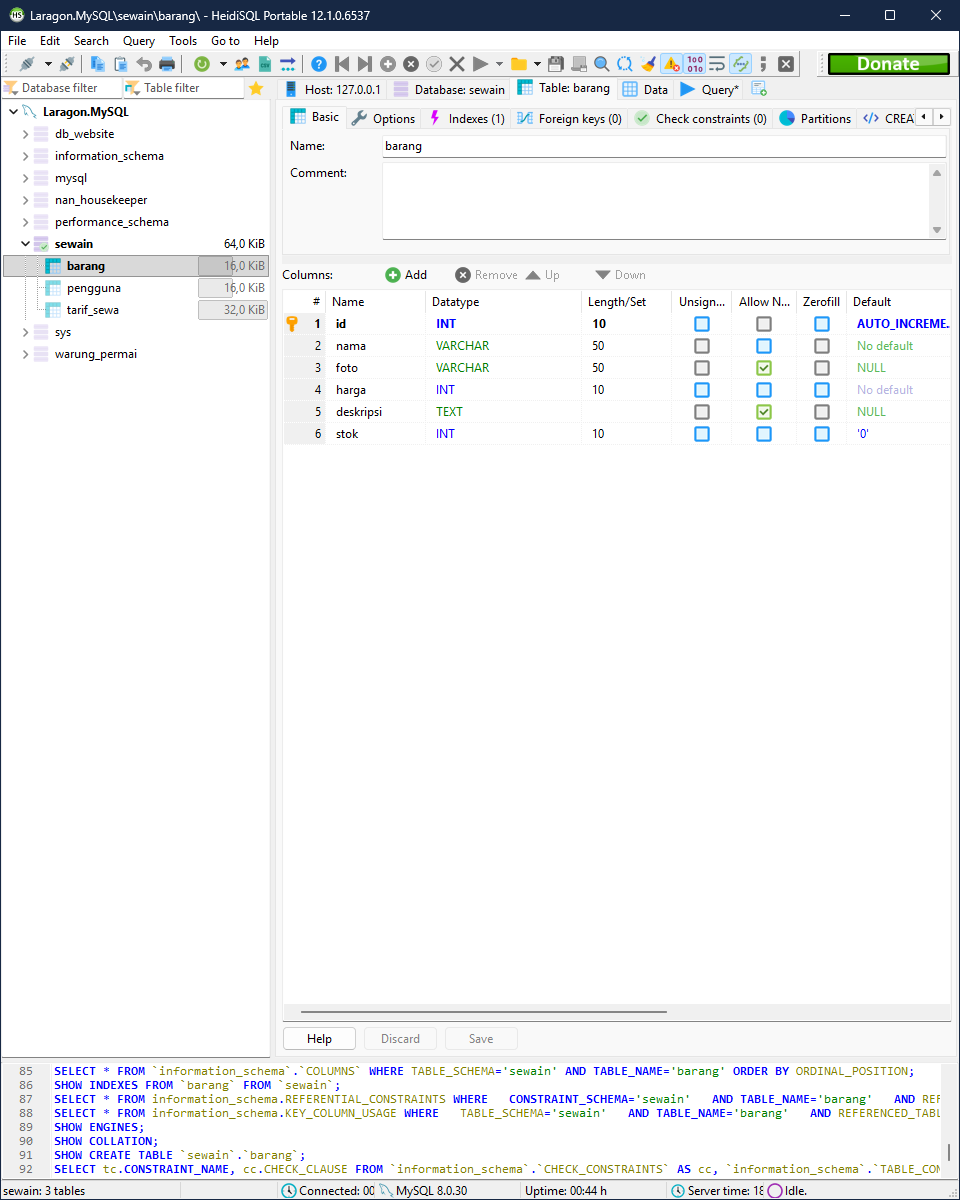 Laragon.MySQL\sewain\barang\ - HeidiSQL Portable 12.1.0.6537
File Edit Search Query Tools Go to Help
Donate
Database filter Table filter
Host: 127.0.0.1 Database: sewain Table: barang Data Query*
Laragon.MySQL
db_website
information_schema
mysql
nan_housekeeper
performance_schema
sewain 64,0 KiB
barang 16,0 KiB
pengguna 16,0 KiB
tarif_sewa 32,0 KiB
sys
warung_permai
Basic Options Indexes (1) Foreign keys (0) Check constraints (0) Partitions CREA
Name: barang
Comment:
Columns: Add Remove Up Down
# Name Datatype Length/Set Unsign... Allow N... Zerofill Default
1 id INT 10 AUTO_INCREME...
2 nama VARCHAR 50 No default
3 foto VARCHAR 50 NULL
4 harga INT 10 No default
5 deskripsi TEXT NULL
6 stok INT 10 '0'
Help Discard Save
85 SELECT * FROM `information_schema`.`COLUMNS` WHERE TABLE_SCHEMA='sewain' AND TABLE_NAME='barang' ORDER BY ORDINAL_POSITION;
86 SHOW INDEXES FROM `barang` FROM `sewain`;
87 SELECT * FROM information_schema.REFERENTIAL_CONSTRAINTS WHERE CONSTRAINT_SCHEMA='sewain' AND TABLE_NAME='barang' AND REF
88 SELECT * FROM information_schema.KEY_COLUMN_USAGE WHERE TABLE_SCHEMA='sewain' AND TABLE_NAME='barang' AND REFERENCED_TABL
89 SHOW ENGINES;
90 SHOW COLLATION;
91 SHOW CREATE TABLE `sewain`.`barang`;
92 SELECT tc.CONSTRAINT_NAME, cc.CHECK_CLAUSE FROM `information_schema`.`CHECK_CONSTRAINTS` AS cc, `information_schema`.`TABLE_CON
sewain: 3 tables Connected: 00 MySQL 8.0.30 Uptime: 00:44 h Server time: 18 Idle.